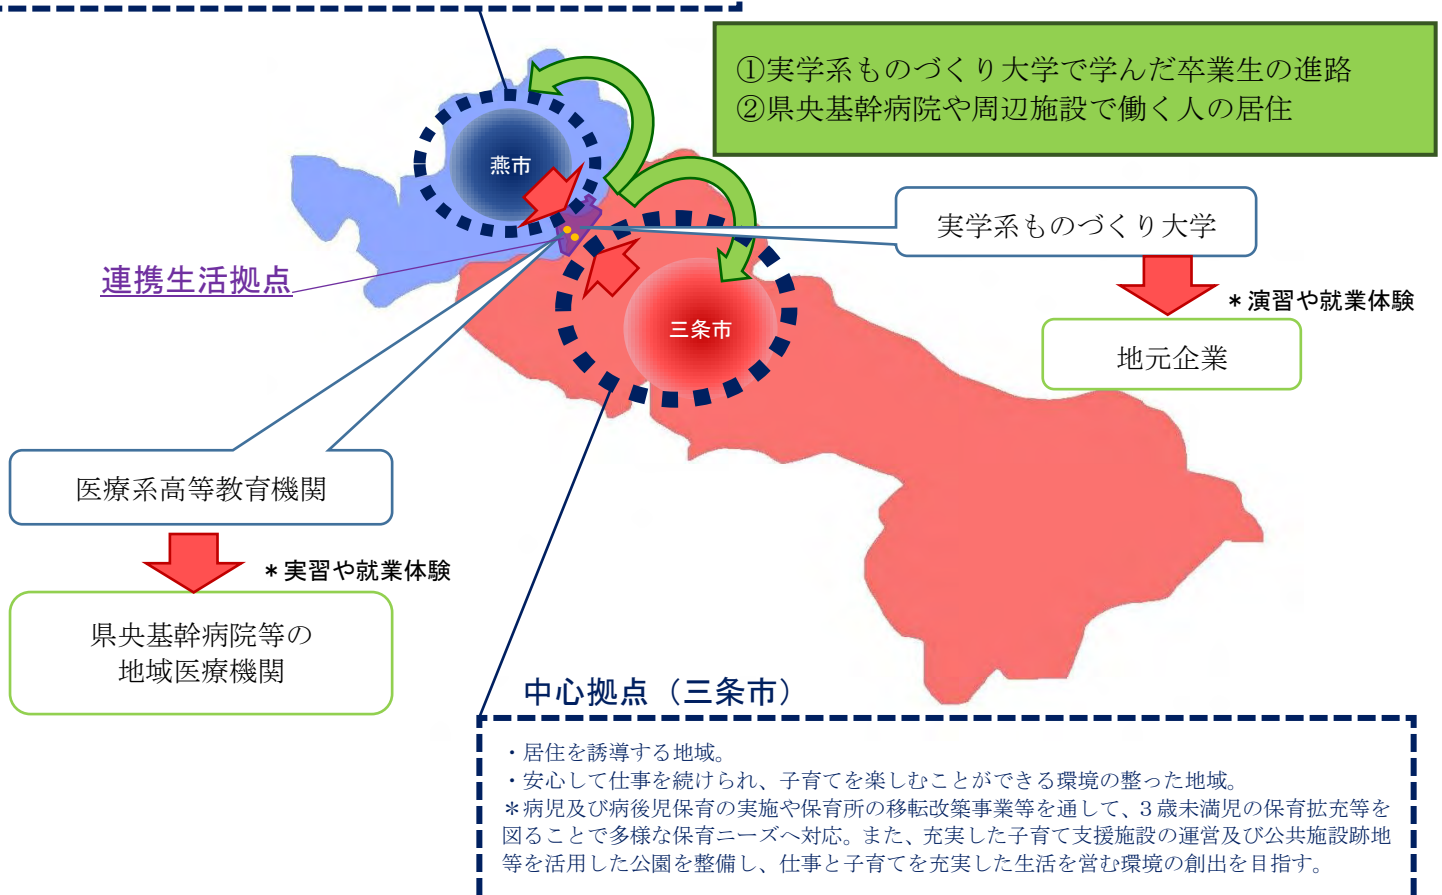 ①実学系ものづくり大学で学んだ卒業生の進路
②県央基幹病院や周辺施設で働く人の居住
燕市
実学系ものづくり大学
連携生活拠点
＊演習や就業体験
三条市
地元企業
医療系高等教育機関
＊実習や就業体験
県央基幹病院等の
地域医療機関
中心拠点（三条市）
・居住を誘導する地域。
・安心して仕事を続けられ、子育てを楽しむことができる環境の整った地域。
＊病児及び病後児保育の実施や保育所の移転改築事業等を通して、3 歳未満児の保育拡充等を
図ることで多様な保育ニーズへ対応。また、充実した子育て支援施設の運営及び公共施設跡地
等を活用した公園を整備し、仕事と子育てを充実した生活を営む環境の創出を目指す。